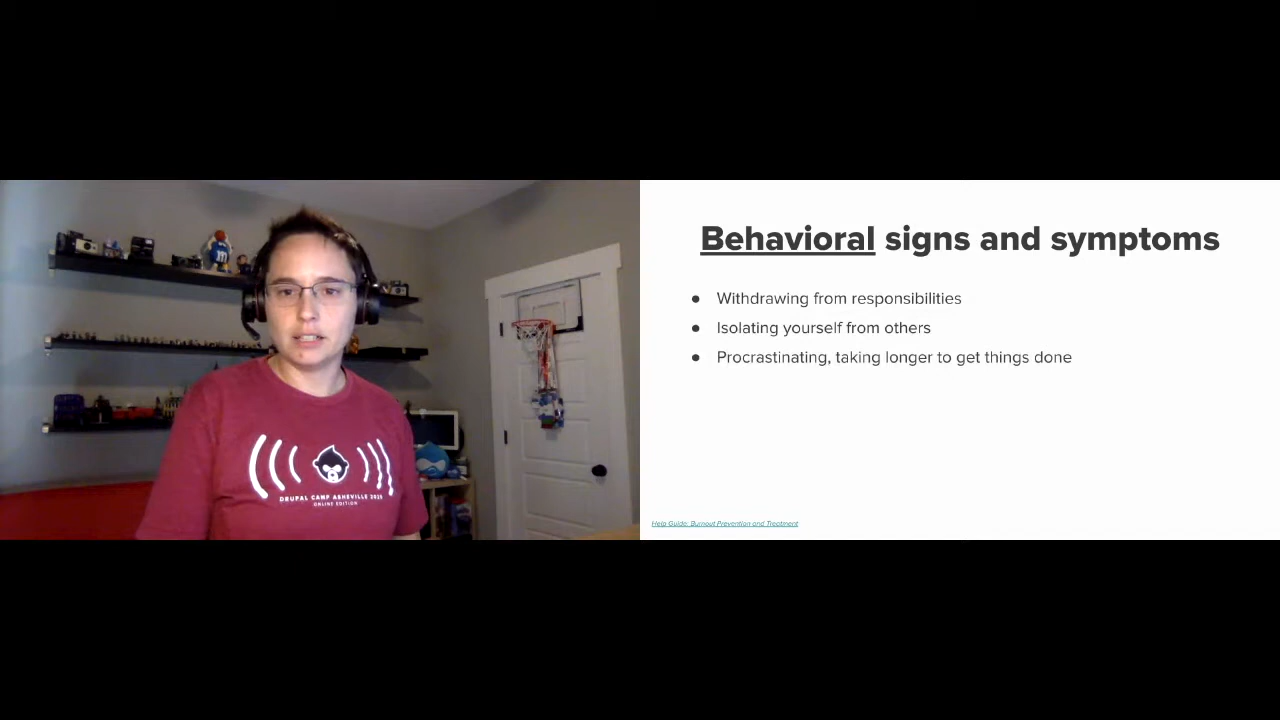 Behavioral signs and symptoms
● Withdrawing from responsibilities
● Isolating yourself from others
● Procrastinating, taking longer to get things done
Help Guide: Burnout Prevention and Treatment
DRUPAL CAMP ASHEVILLE 2020
ONLINE EDITION
m